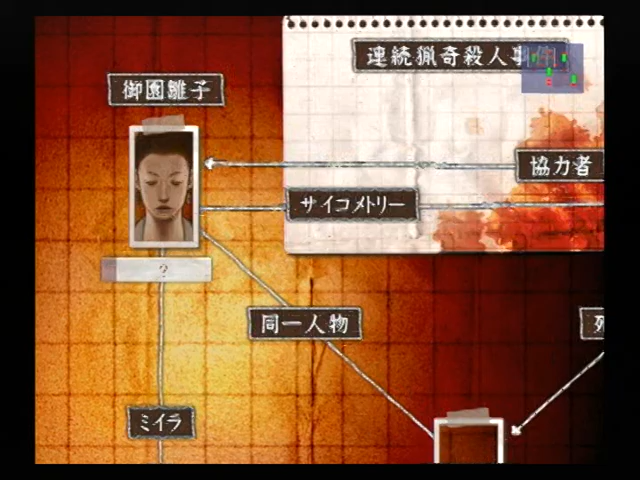 連続猟奇殺人事件
御園雛子
協力者
サイコメトリー
?
同一人物
死
ミイラ